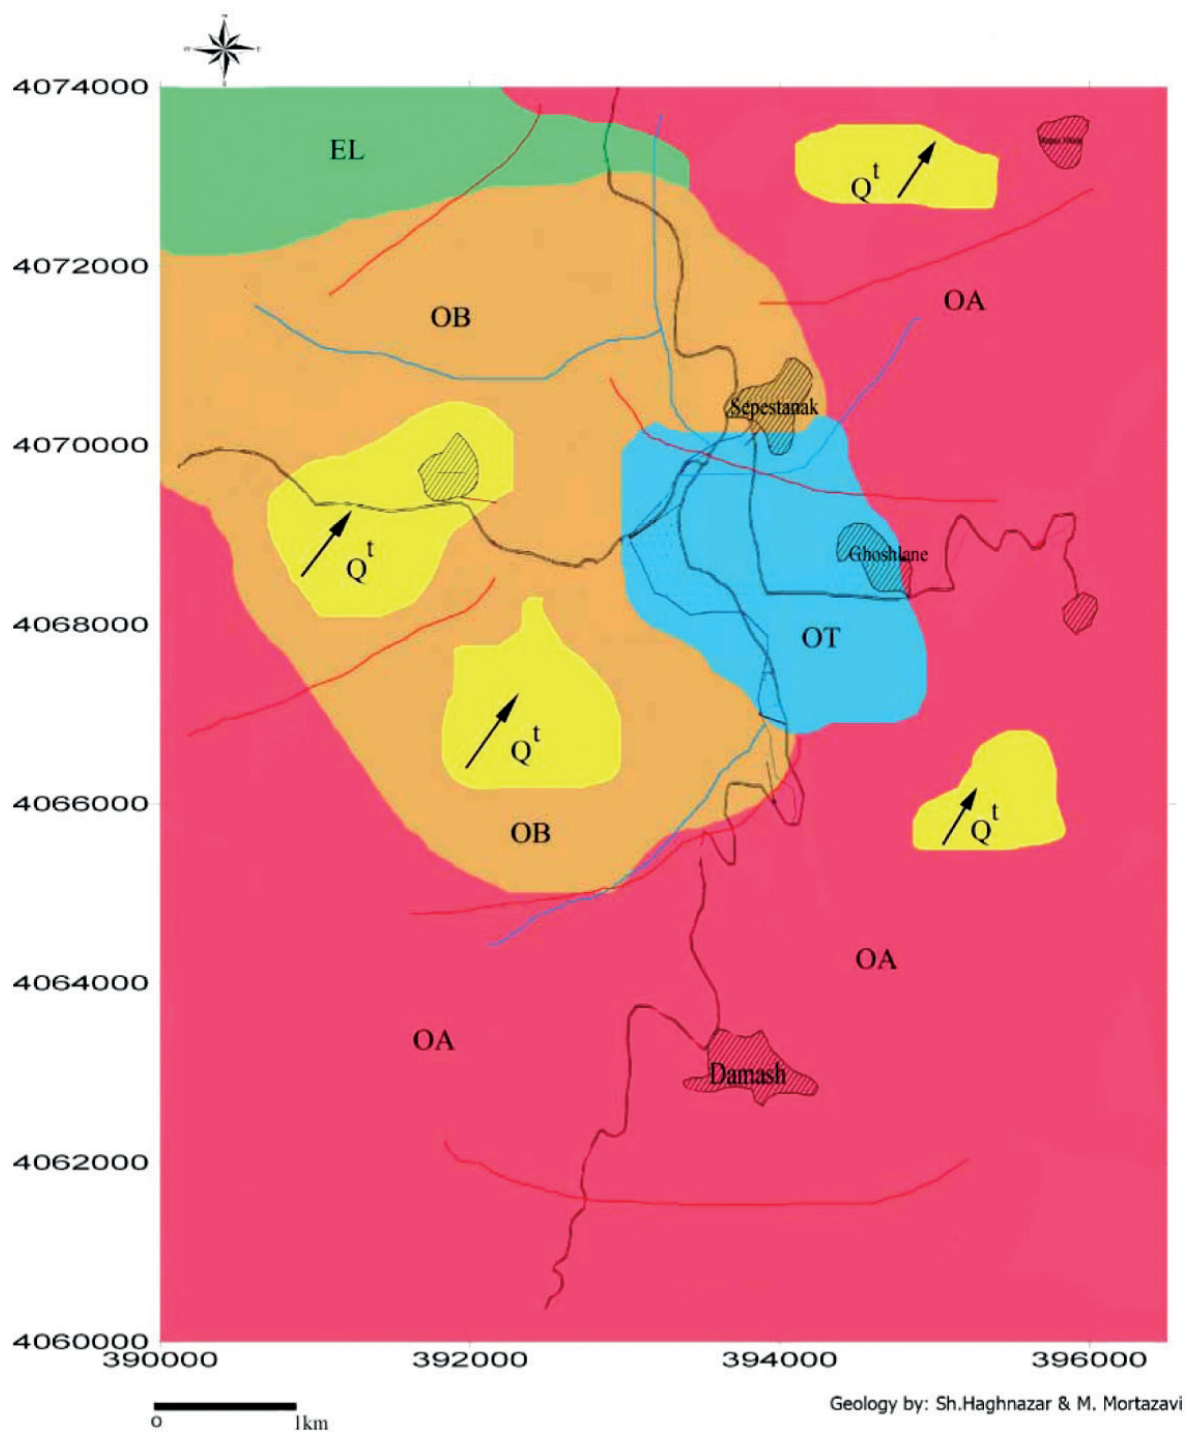 4074000
EL
Q^t
4072000
OB
OA
Sepestanak
4070000
Ghoshlane
Q^t
4068000
OT
Q^t
4066000
Q^t
OB
OA
4064000
OA
Damash
4062000
4060000
390000 392000 394000 396000
0 1km
Geology by: Sh.Haghnazar & M. Mortazavi